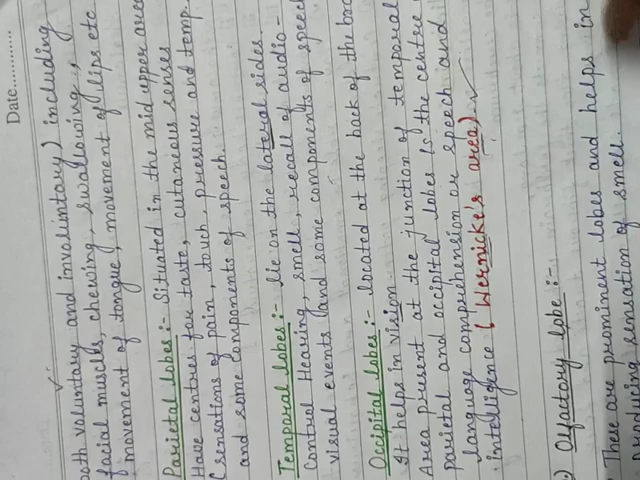 Date............
both voluntary and involuntary) including
facial muscles, chewing, swallowing,
movement of tongue, movement of lips etc
Parietal lobes :- Situated in the mid upper area
Have centres for taste, cutaneous senses
(sensations of pain, touch, pressure and temp.
and some components of speech.
Temporal lobes :- lie on the lateral sides.
Control Hearing, smell, recall of audio-
visual events and some components of speech
Occipital lobes :- located at the back of the
It helps in vision.
Area present at the junction of temporal
parietal and occipital lobes is the centre
language comprehension or speech and
intelligence (Wernicke's area)
.) Olfactory lobe :-
There are prominent lobes and helps in
producing sensation of smell.